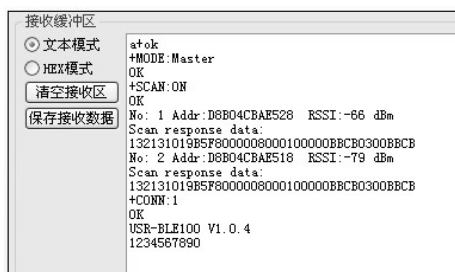 接收缓冲区
文本模式
HEX模式
清空接收区
保存接收数据
a+ok
+MODE:Master
OK
+SCAN:ON
OK
No: 1 Addr:D8B04CBAE528  RSSI:-66 dBm
Scan response data:
132131019B5F8000008000100000BBCB0300BBCB
No: 2 Addr:D8B04CBAE518  RSSI:-79 dBm
Scan response data:
132131019B5F8000008000100000BBCB0300BBCB
+CONN:1
OK
USR-BLE100 V1.0.4
1234567890